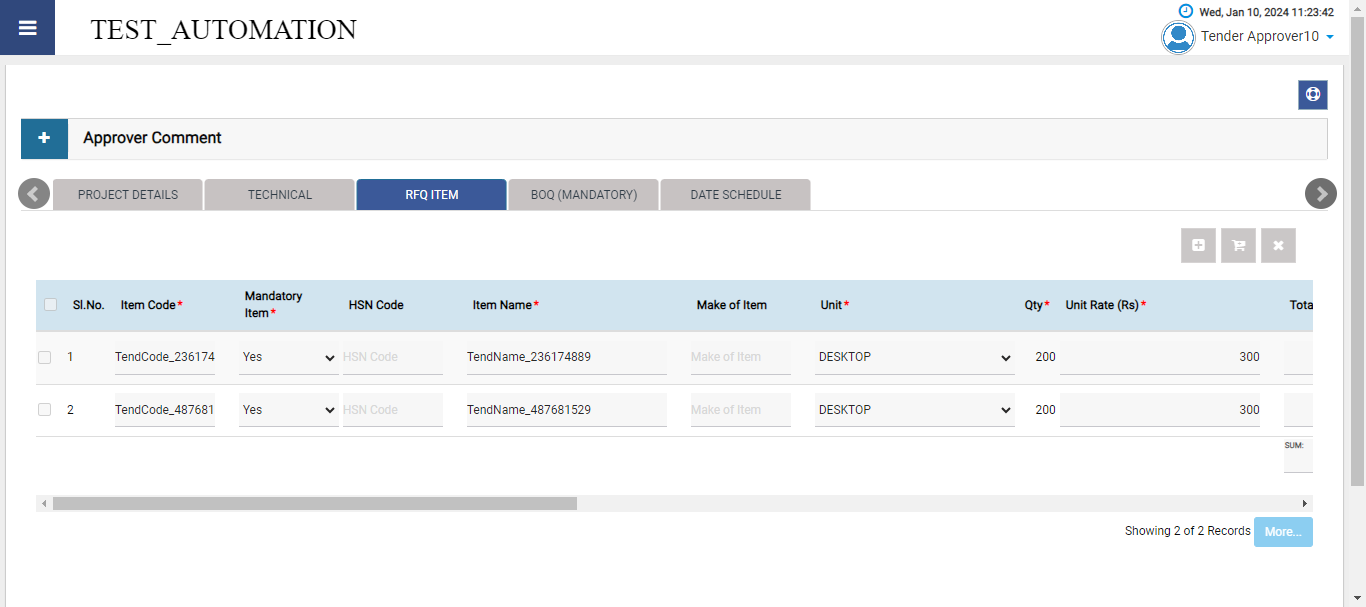 Wed, Jan 10, 2024 11:23:42
TEST_AUTOMATION
Tender Approver10
Approver Comment
PROJECT DETAILS TECHNICAL RFQ ITEM BOQ (MANDATORY) DATE SCHEDULE
Sl.No. Item Code* Mandatory Item* HSN Code Item Name* Make of Item Unit* Qty* Unit Rate (Rs)* Tota
1 TendCode_236174 Yes HSN Code TendName_236174889 Make of Item DESKTOP 200 300
2 TendCode_487681 Yes HSN Code TendName_487681529 Make of Item DESKTOP 200 300
SUM:
Showing 2 of 2 Records More...